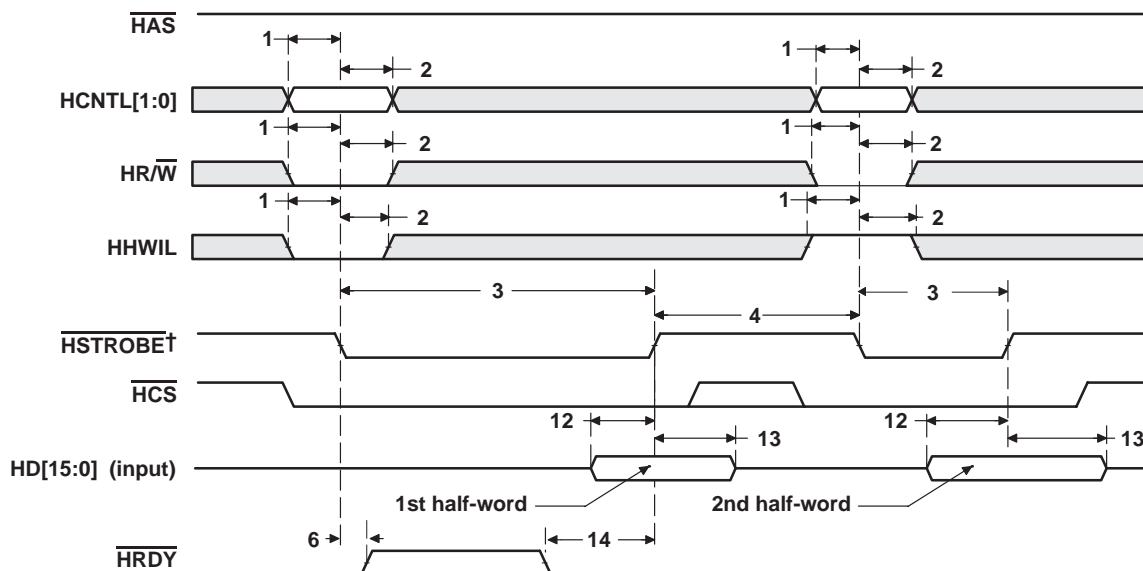 HAS
1
1
2
2
HCNTL[1:0]
1
1
2
2
HR/W
1
1
2
2
HHWIL
3
3
4
HSTROBE†
HCS
12
12
13
13
HD[15:0] (input)
1st half-word
2nd half-word
6
14
HRDY